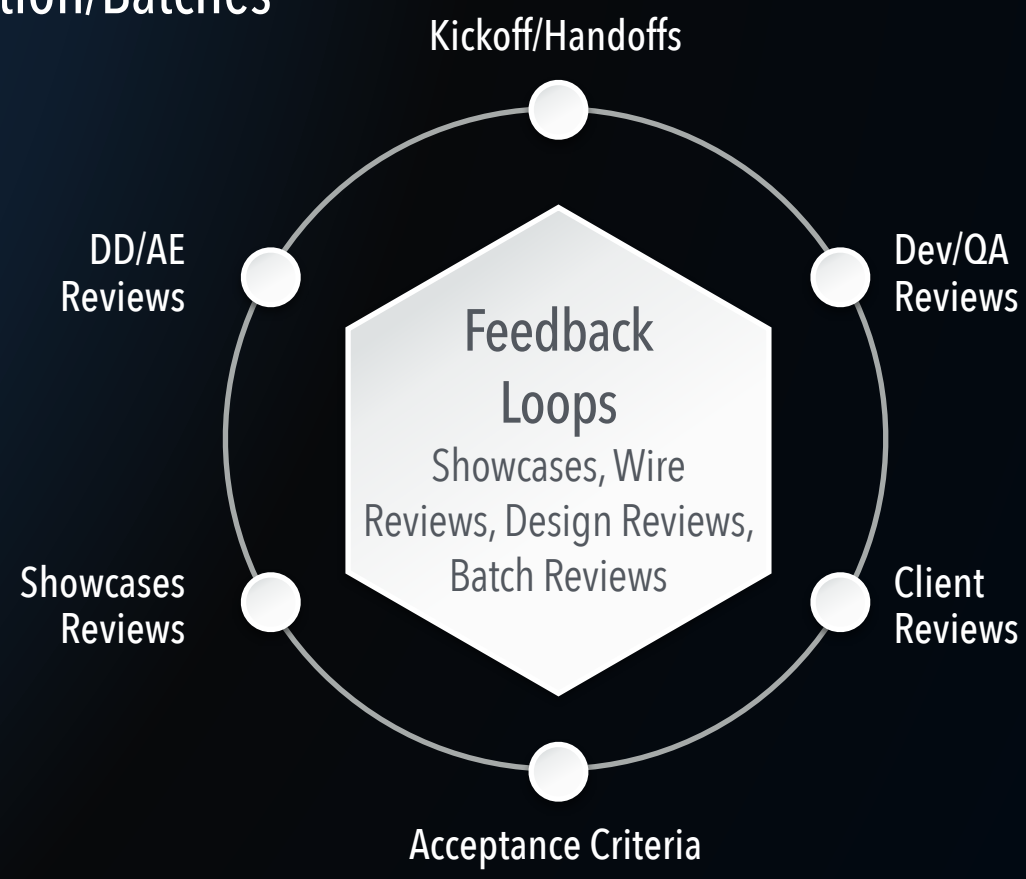 Kickoff/Handoffs
DD/AE
Reviews
Dev/QA
Reviews
Feedback
Loops
Showcases, Wire
Reviews, Design Reviews,
Batch Reviews
Showcases
Reviews
Client
Reviews
Acceptance Criteria